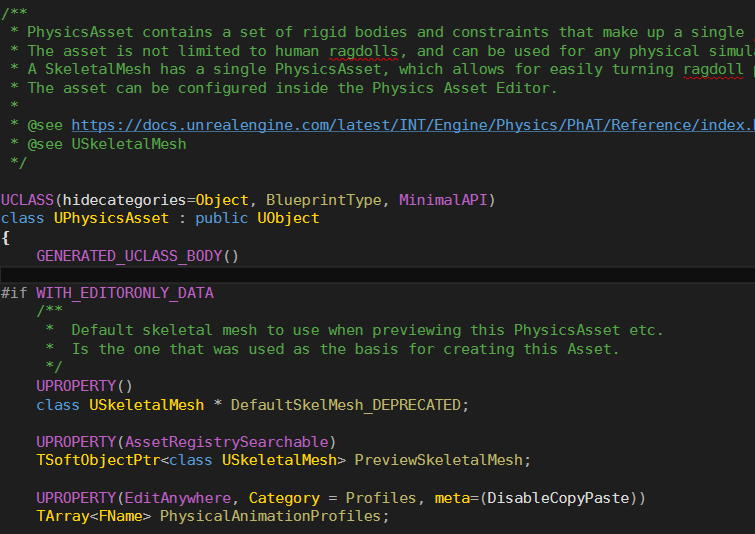 /**
 * PhysicsAsset contains a set of rigid bodies and constraints that make up a single
 * The asset is not limited to human ragdolls, and can be used for any physical simul
 * A SkeletalMesh has a single PhysicsAsset, which allows for easily turning ragdoll
 * The asset can be configured inside the Physics Asset Editor.
 *
 * @see https://docs.unrealengine.com/latest/INT/Engine/Physics/PhAT/Reference/index.
 * @see USkeletalMesh
 */

UCLASS(hidecategories=Object, BlueprintType, MinimalAPI)
class UPhysicsAsset : public UObject
{
    GENERATED_UCLASS_BODY()

#if WITH_EDITORONLY_DATA
    /**
     *  Default skeletal mesh to use when previewing this PhysicsAsset etc.
     *  Is the one that was used as the basis for creating this Asset.
     */
    UPROPERTY()
    class USkeletalMesh * DefaultSkelMesh_DEPRECATED;

    UPROPERTY(AssetRegistrySearchable)
    TSoftObjectPtr<class USkeletalMesh> PreviewSkeletalMesh;

    UPROPERTY(EditAnywhere, Category = Profiles, meta=(DisableCopyPaste))
    TArray<FName> PhysicalAnimationProfiles;